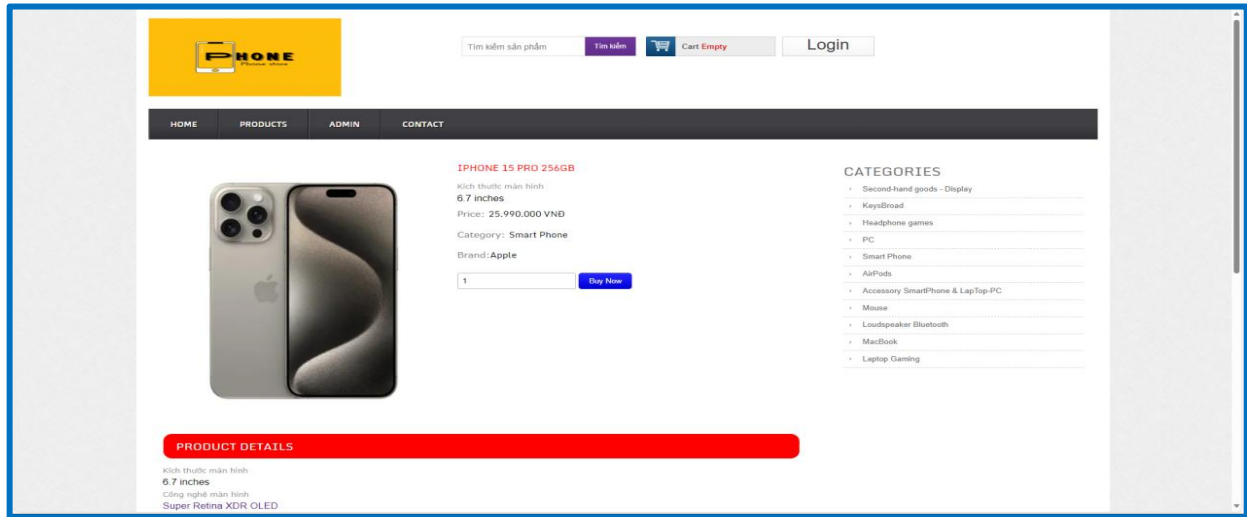 PHONE
Phone store
Tìm kiếm sản phẩm
Tìm kiếm
Cart Empty
Login
HOME
PRODUCTS
ADMIN
CONTACT
IPHONE 15 PRO 256GB
Kích thước màn hình
6.7 inches
Price: 25.990.000 VNĐ
Category: Smart Phone
Brand:Apple
1
Buy Now
CATEGORIES
Second-hand goods - Display
KeysBroad
Headphone games
PC
Smart Phone
AirPods
Accessory SmartPhone & LapTop-PC
Mouse
Loudspeaker Bluetooth
MacBook
Laptop Gaming
PRODUCT DETAILS
Kích thước màn hình
6.7 inches
Công nghệ màn hình
Super Retina XDR OLED